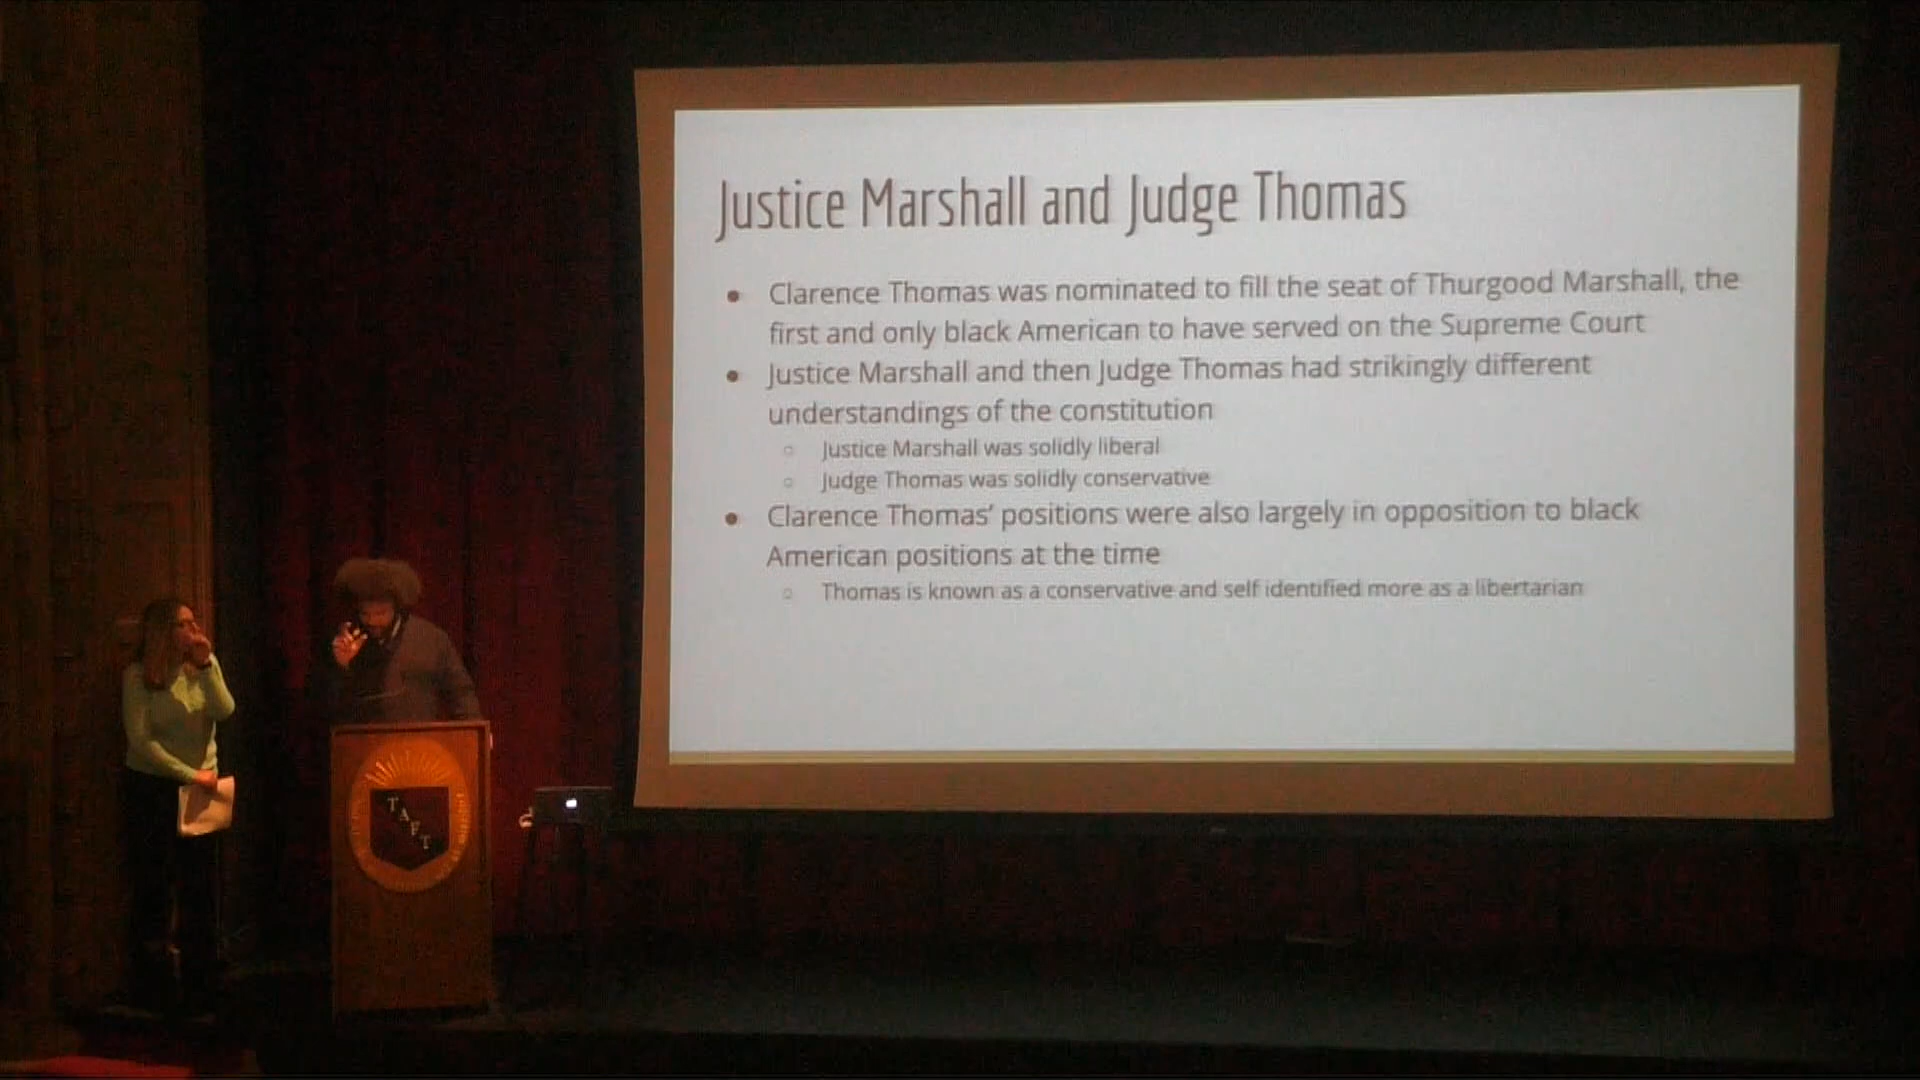 Justice Marshall and Judge Thomas
• Clarence Thomas was nominated to fill the seat of Thurgood Marshall, the
first and only black American to have served on the Supreme Court
• Justice Marshall and then Judge Thomas had strikingly different
understandings of the constitution
○ Justice Marshall was solidly liberal
○ Judge Thomas was solidly conservative
• Clarence Thomas' positions were also largely in opposition to black
American positions at the time
○ Thomas is known as a conservative and self identified more as a libertarian
TAFT